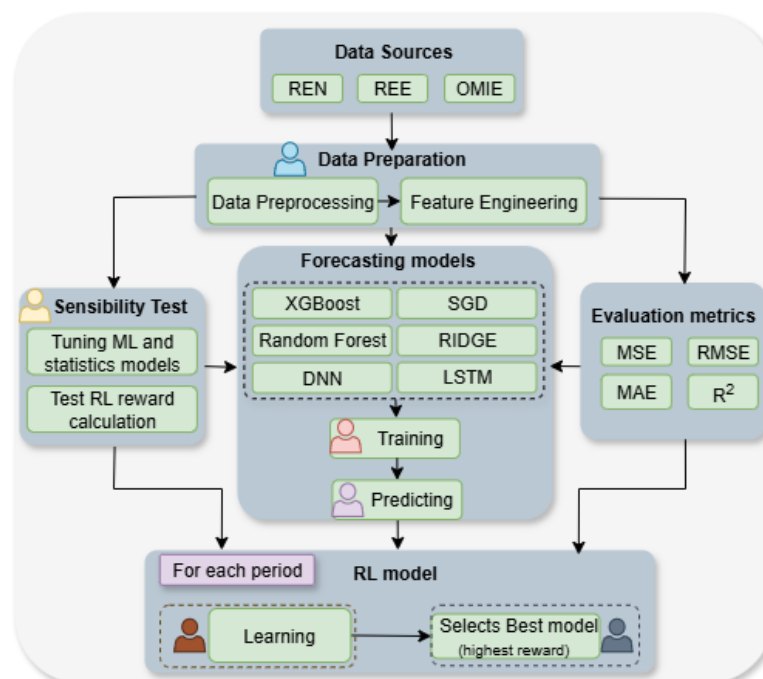 Data Sources
REN
REE
OMIE
Data Preparation
Data Preprocessing
Feature Engineering
Forecasting models
XGBoost
SGD
Random Forest
RIDGE
DNN
LSTM
Training
Predicting
Sensibility Test
Tuning ML and
statistics models
Test RL reward
calculation
Evaluation metrics
MSE
RMSE
MAE
R²
For each period
RL model
Learning
Selects Best model
(highest reward)